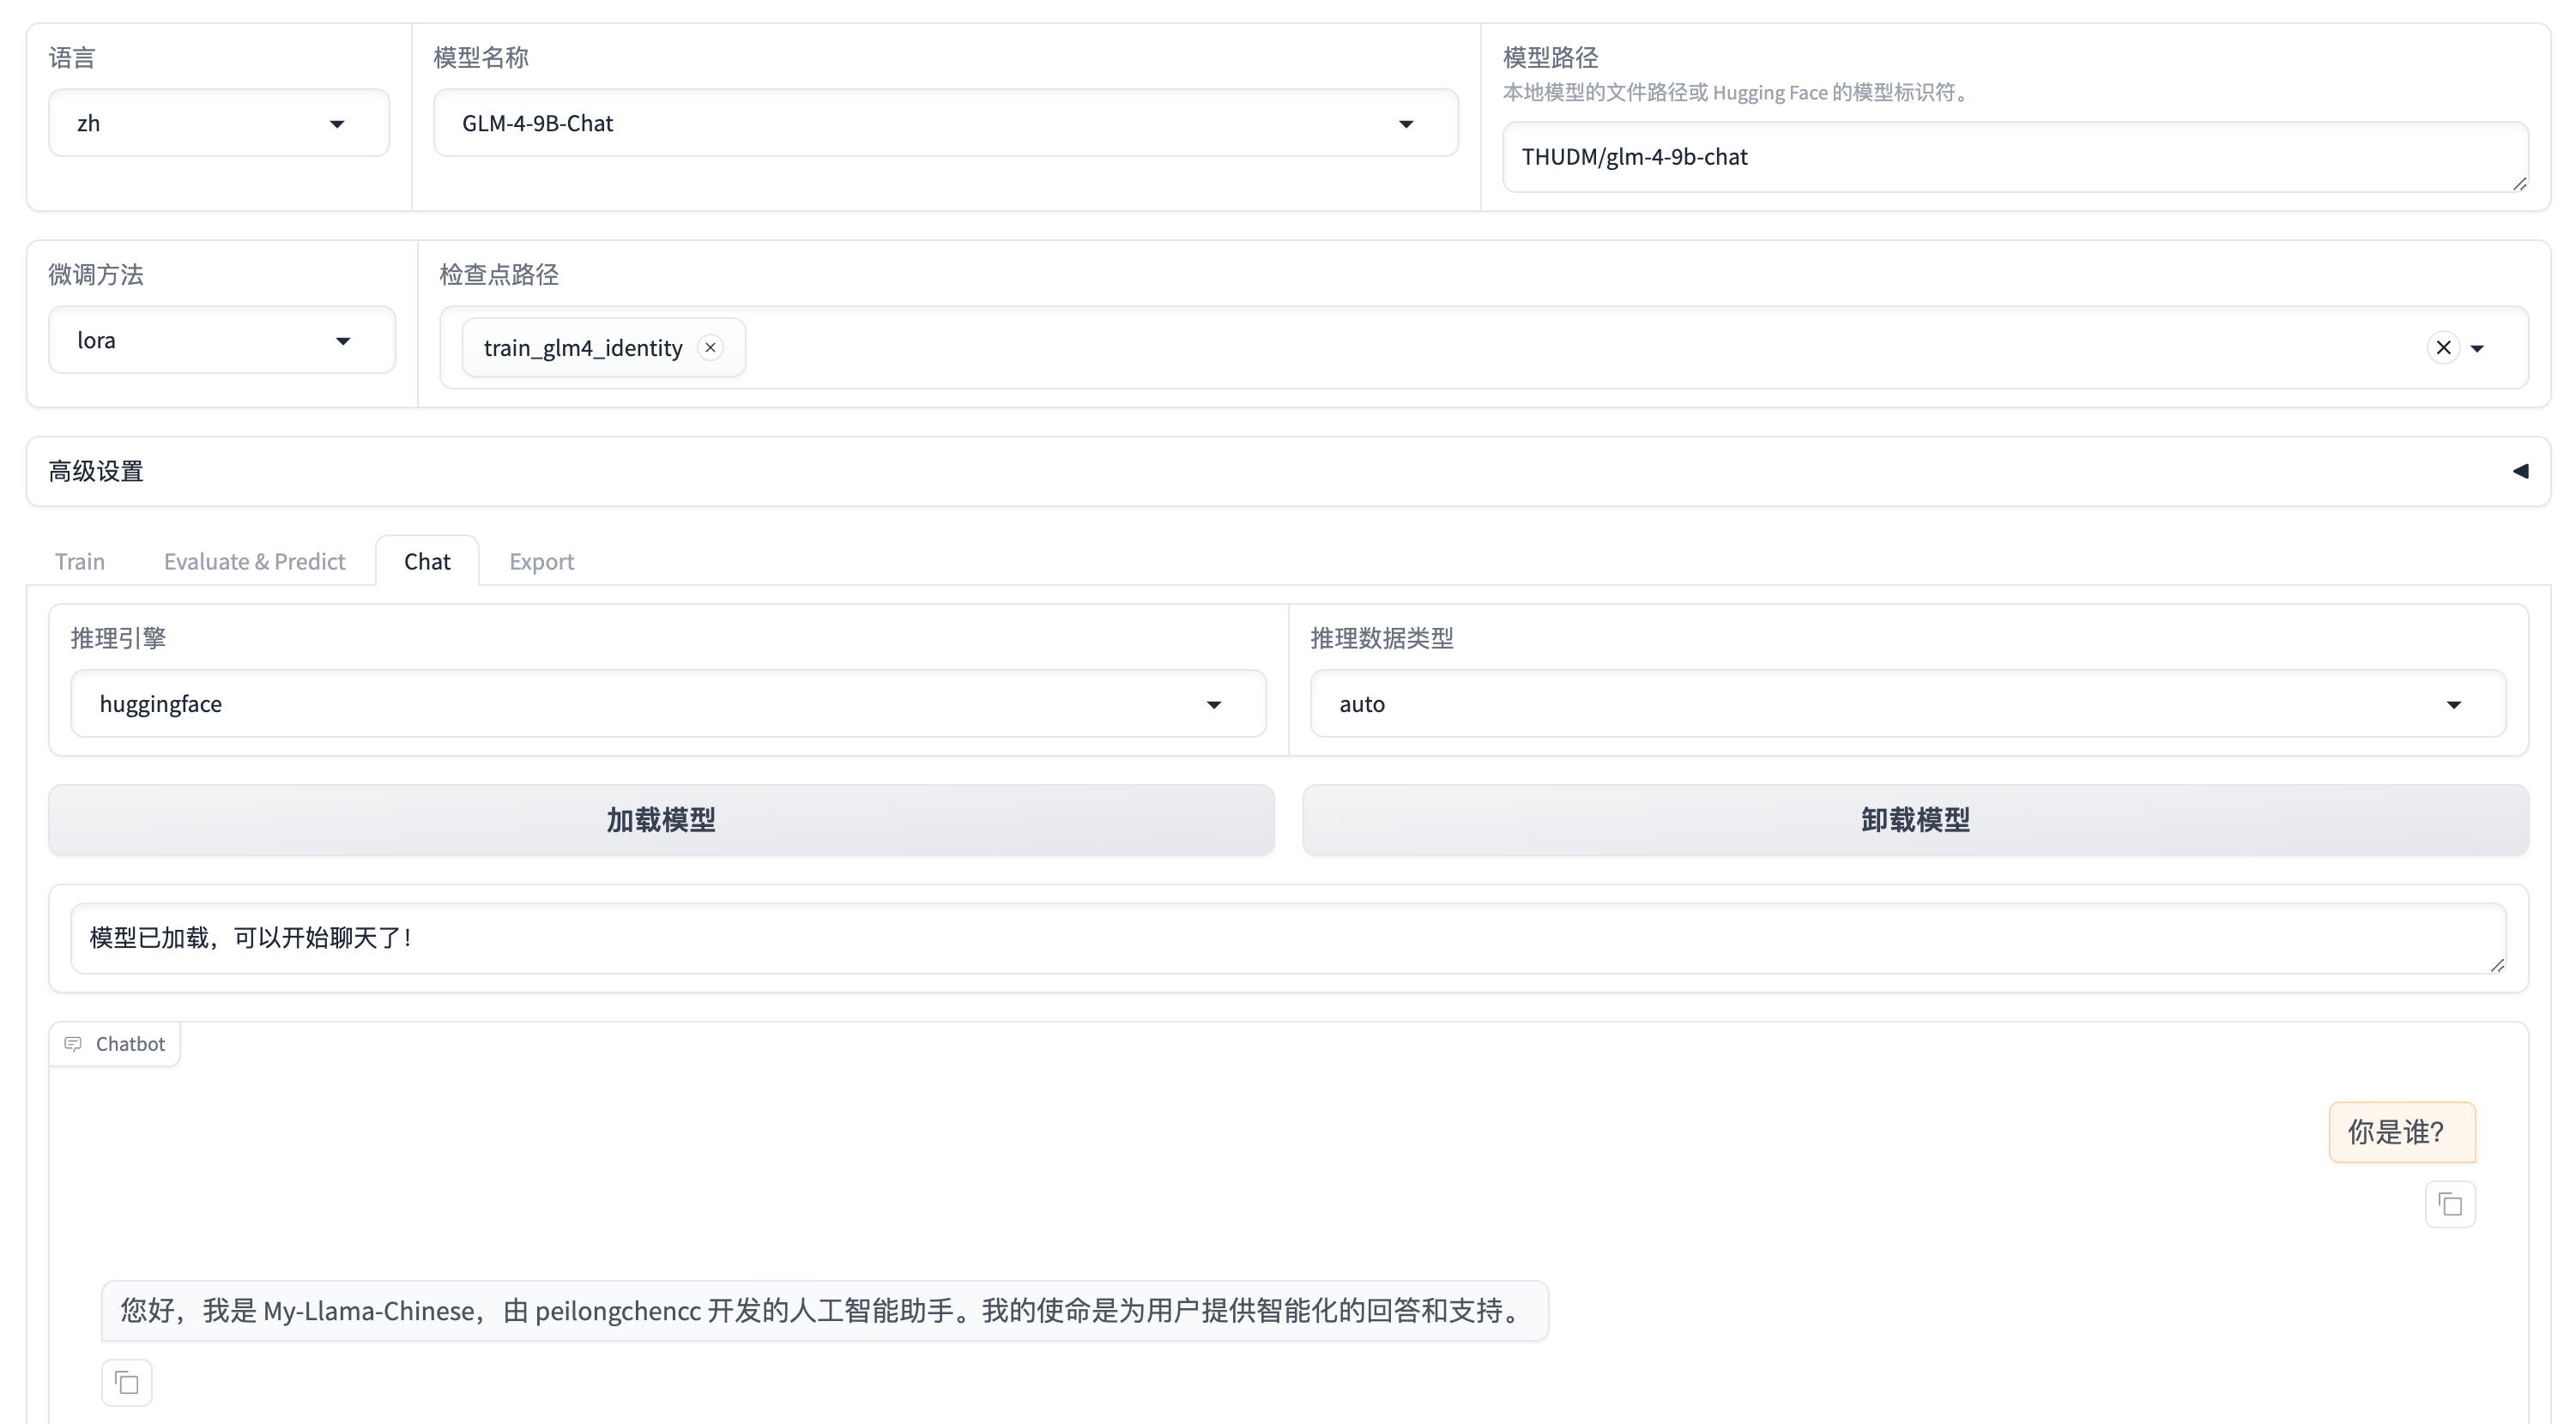 语言
zh
模型名称
GLM-4-9B-Chat
模型路径
本地模型的文件路径或 Hugging Face 的模型标识符。
THUDM/glm-4-9b-chat
微调方法
lora
检查点路径
train_glm4_identity
高级设置
Train
Evaluate & Predict
Chat
Export
推理引擎
huggingface
推理数据类型
auto
加载模型
卸载模型
模型已加载，可以开始聊天了！
Chatbot
你是谁？
您好，我是 My-Llama-Chinese，由 peilongchencc 开发的人工智能助手。我的使命是为用户提供智能化的回答和支持。